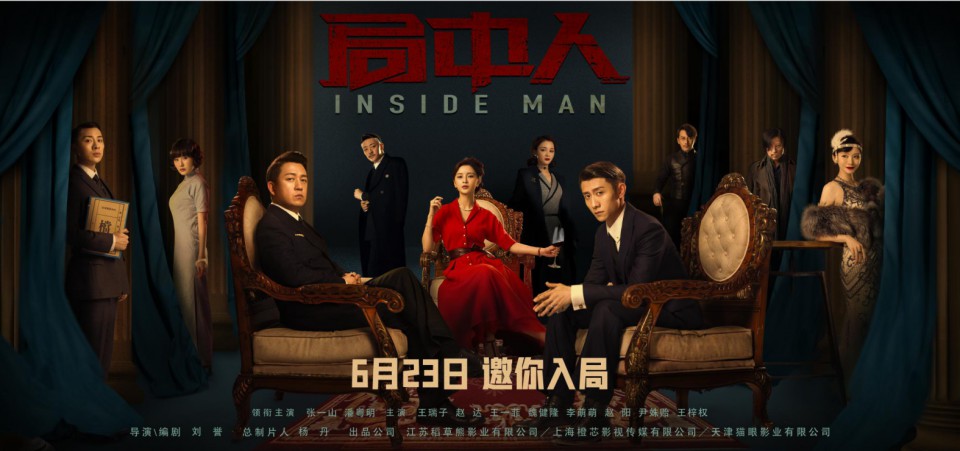 局中人
INSIDE MAN
6月23日 邀你入局
领衔主演 张一山 潘粤明 主演 王瑞子 赵 达 王一菲 魏健隆 李萌萌 赵 阳 尹姝贻 王梓权
导演\编剧 刘 誉 总制片人 杨 丹 出品公司 江苏稻草熊影业有限公司／上海橙芯影视传媒有限公司／天津猫眼影业有限公司